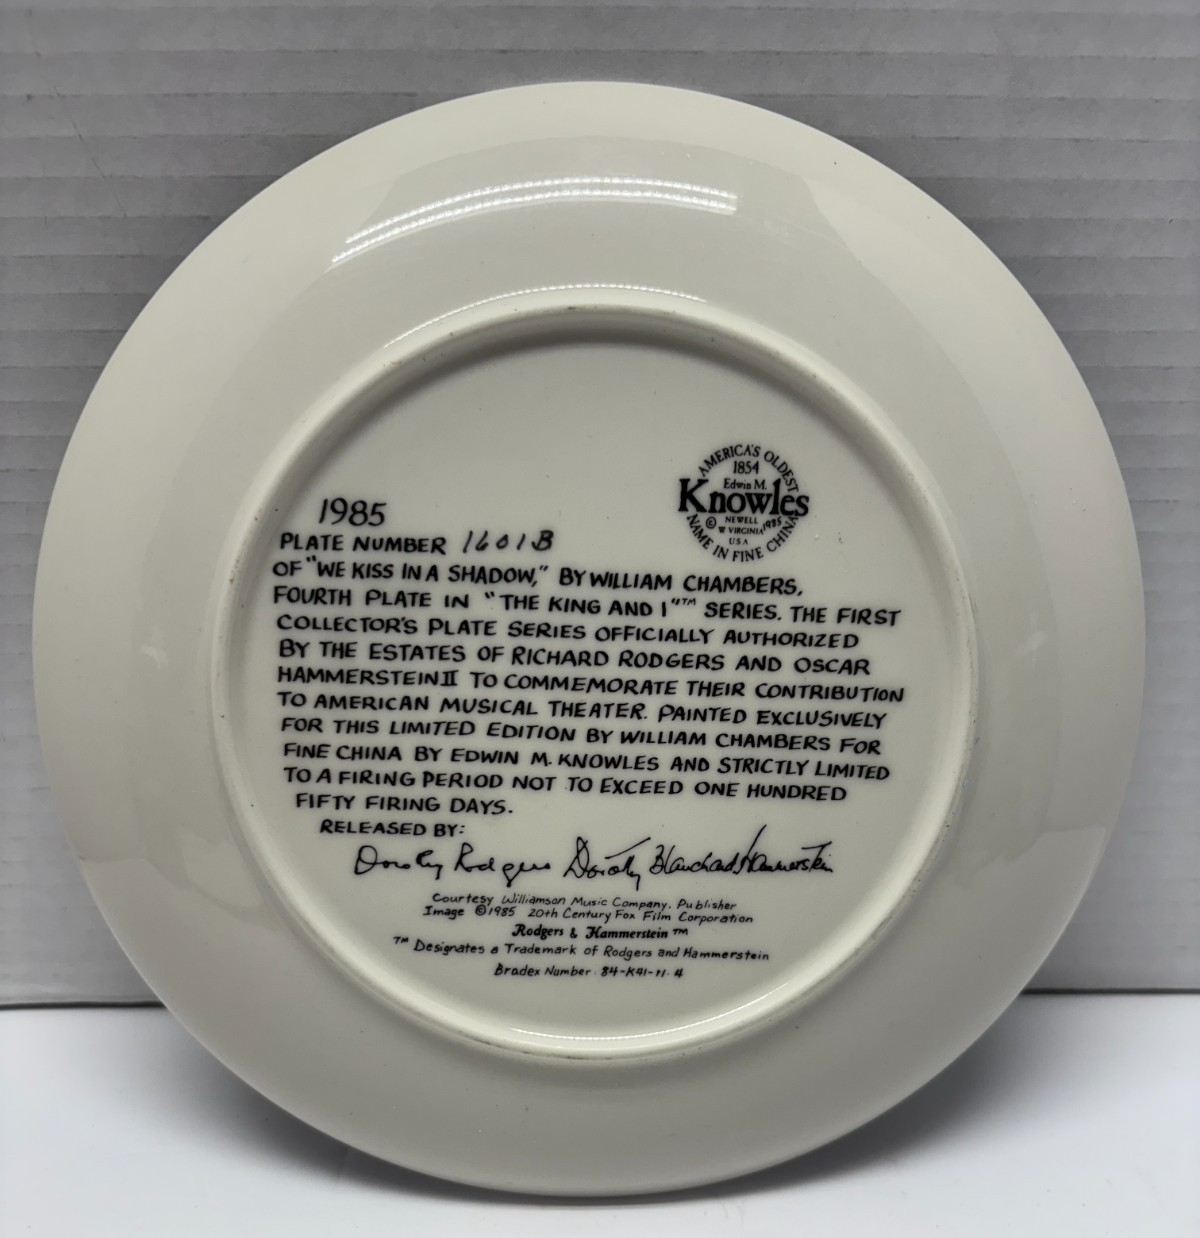 AMERICA'S OLDEST
1854
Edwin M.
Knowles
© NEWELL 1985
W VIRGINIA
U.S.A
NAME IN FINE CHINA
1985
PLATE NUMBER 1601B
OF "WE KISS IN A SHADOW," BY WILLIAM CHAMBERS,
FOURTH PLATE IN "THE KING AND I"™ SERIES. THE FIRST
COLLECTOR'S PLATE SERIES OFFICIALLY AUTHORIZED
BY THE ESTATES OF RICHARD RODGERS AND OSCAR
HAMMERSTEIN II TO COMMEMORATE THEIR CONTRIBUTION
TO AMERICAN MUSICAL THEATER. PAINTED EXCLUSIVELY
FOR THIS LIMITED EDITION BY WILLIAM CHAMBERS FOR
FINE CHINA BY EDWIN M. KNOWLES AND STRICTLY LIMITED
TO A FIRING PERIOD NOT TO EXCEED ONE HUNDRED
FIFTY FIRING DAYS.
RELEASED BY:
Dorothy Rodgers Dorothy Blanchard Hammerstein
Courtesy Williamson Music Company, Publisher
Image ©1985 20th Century Fox Film Corporation
Rodgers & Hammerstein ™
™ Designates a Trademark of Rodgers and Hammerstein
Bradex Number: 84-K41-11.4